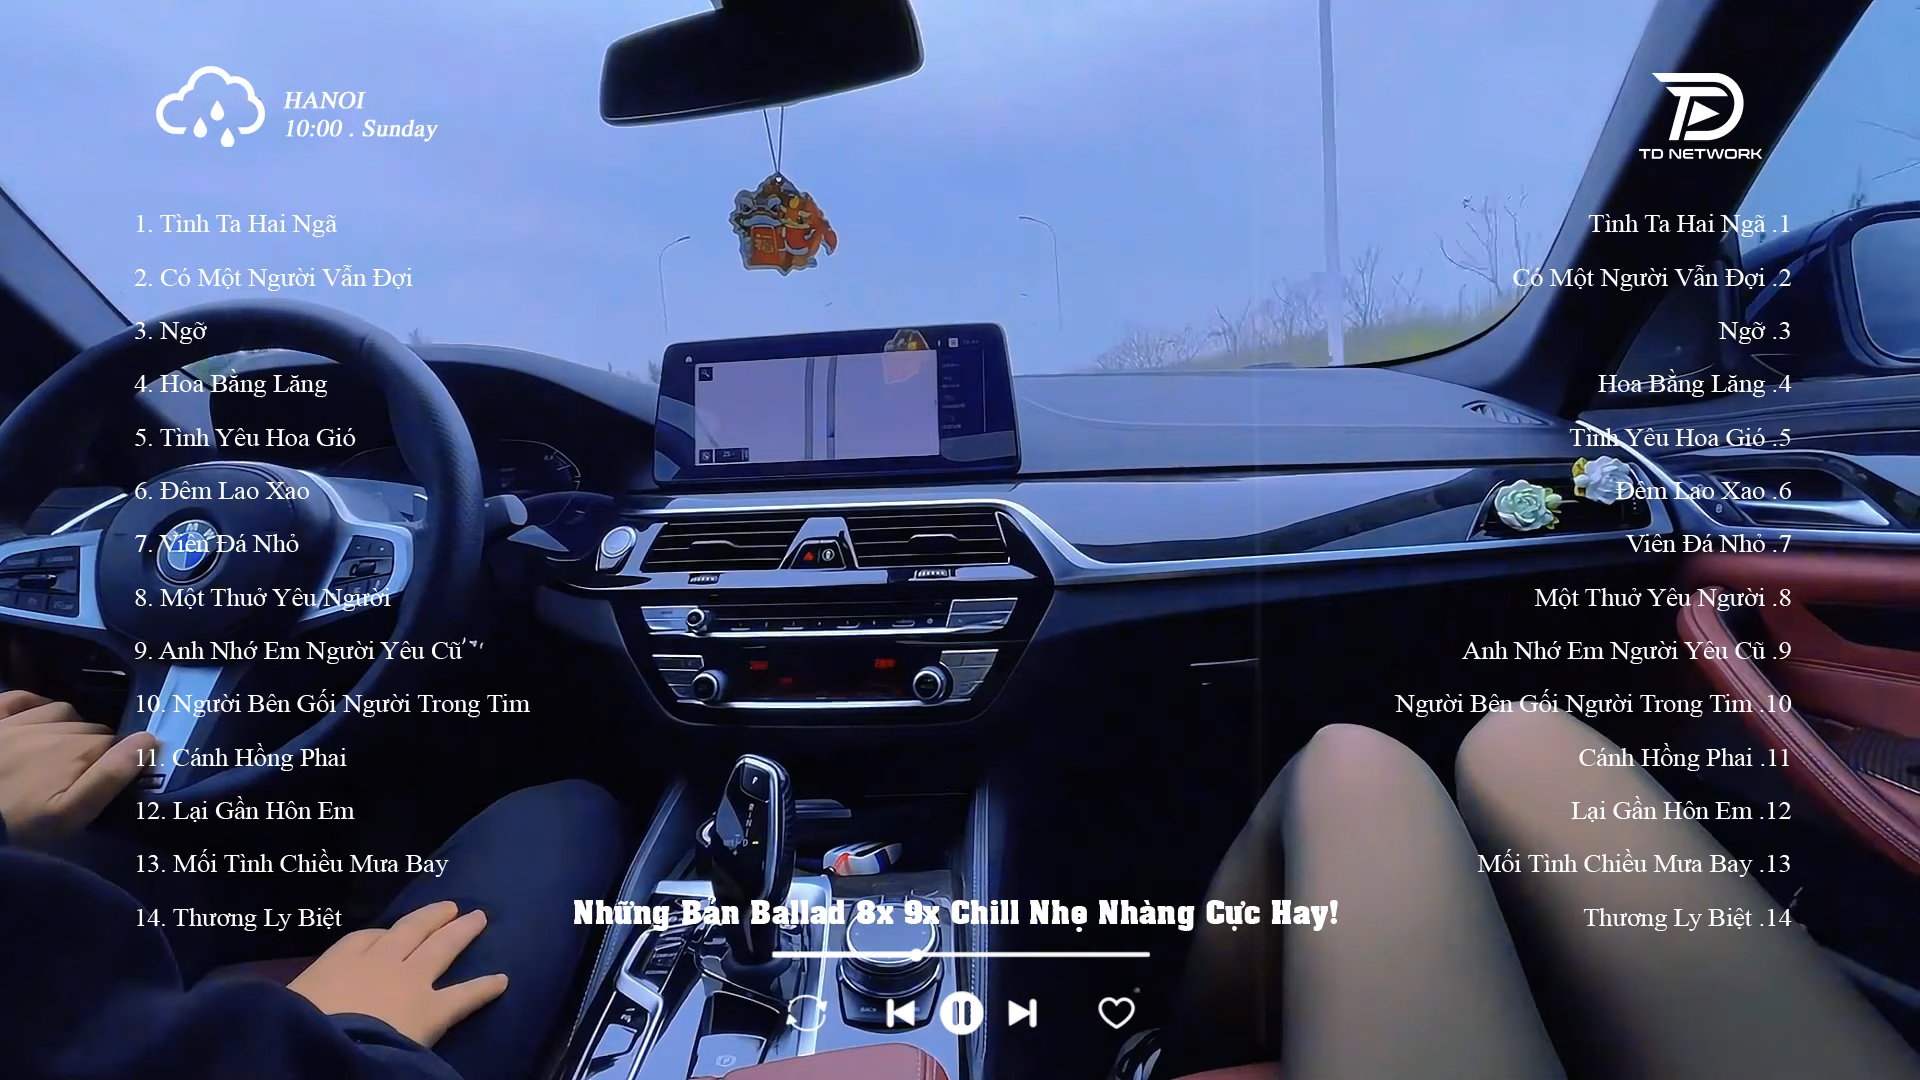 HANOI
10:00 . Sunday
TD NETWORK
1. Tình Ta Hai Ngã
2. Có Một Người Vẫn Đợi
3. Ngỡ
4. Hoa Bằng Lăng
5. Tình Yêu Hoa Gió
6. Đêm Lao Xao
7. Viên Đá Nhỏ
8. Một Thuở Yêu Người
9. Anh Nhớ Em Người Yêu Cũ
10. Người Bên Gối Người Trong Tim
11. Cánh Hồng Phai
12. Lại Gần Hôn Em
13. Mối Tình Chiều Mưa Bay
14. Thương Ly Biệt
Tình Ta Hai Ngã .1
Có Một Người Vẫn Đợi .2
Ngỡ .3
Hoa Bằng Lăng .4
Tình Yêu Hoa Gió .5
Đêm Lao Xao .6
Viên Đá Nhỏ .7
Một Thuở Yêu Người .8
Anh Nhớ Em Người Yêu Cũ .9
Người Bên Gối Người Trong Tim .10
Cánh Hồng Phai .11
Lại Gần Hôn Em .12
Mối Tình Chiều Mưa Bay .13
Thương Ly Biệt .14
Những Bản Ballad 8x 9x Chill Nhẹ Nhàng Cực Hay!